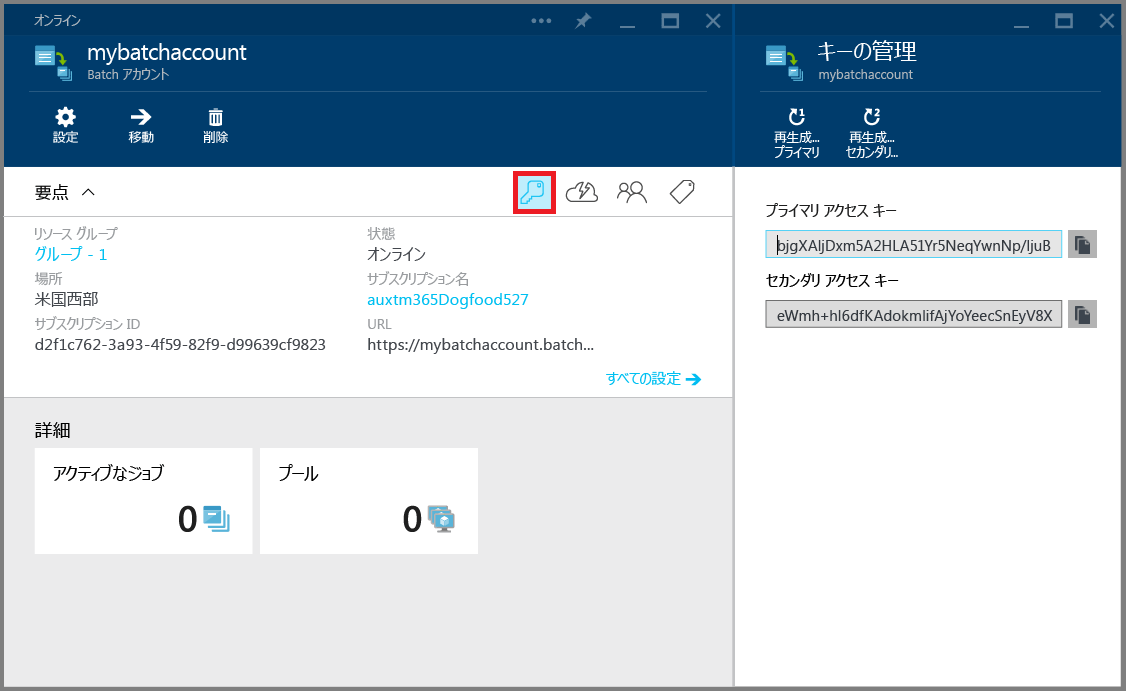 オンライン
mybatchaccount
Batch アカウント
設定
移動
削除
要点
リソース グループ
グループ - 1
状態
オンライン
場所
米国西部
サブスクリプション名
auxtm365Dogfood527
サブスクリプション ID
d2f1c762-3a93-4f59-82f9-d99639cf9823
URL
https://mybatchaccount.batch...
すべての設定
詳細
アクティブなジョブ
0
プール
0
キーの管理
mybatchaccount
1
再生成...
プライマリ
2
再生成...
セカンダリ...
プライマリ アクセス キー
bjgXAljDxm5A2HLA51Yr5NeqYwnNp/ljuB
セカンダリ アクセス キー
eWmh+hl6dfKAdokmlifAjYoYeecSnEyV8X